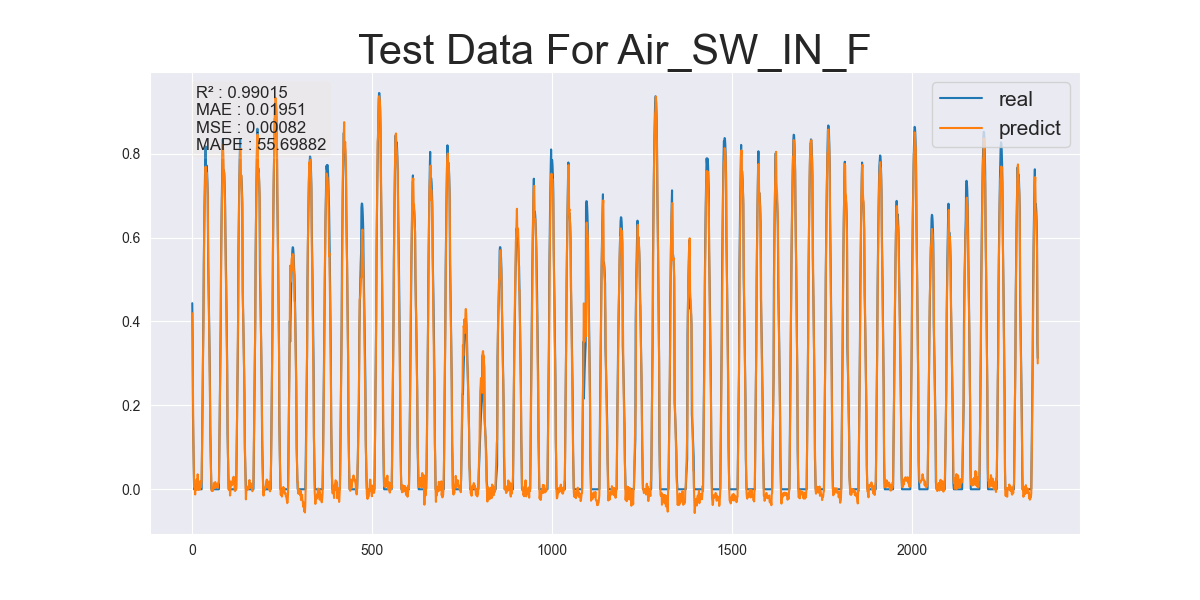 Test Data For Air_SW_IN_F
R² : 0.99015
MAE : 0.01951
MSE : 0.00082
MAPE : 55.69882
real
predict
0.8
0.6
0.4
0.2
0.0
0 500 1000 1500 2000